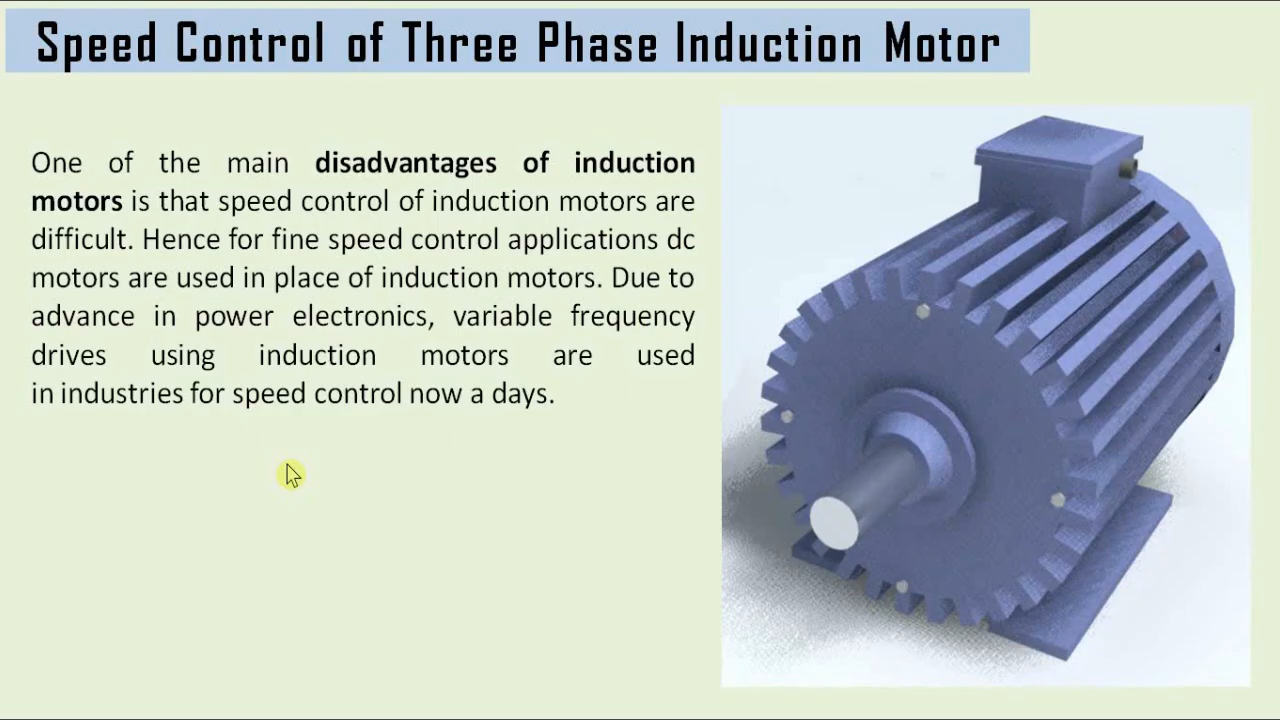 Speed Control of Three Phase Induction Motor
One of the main disadvantages of induction
motors is that speed control of induction motors are
difficult. Hence for fine speed control applications dc
motors are used in place of induction motors. Due to
advance in power electronics, variable frequency
drives using induction motors are used
in industries for speed control now a days.